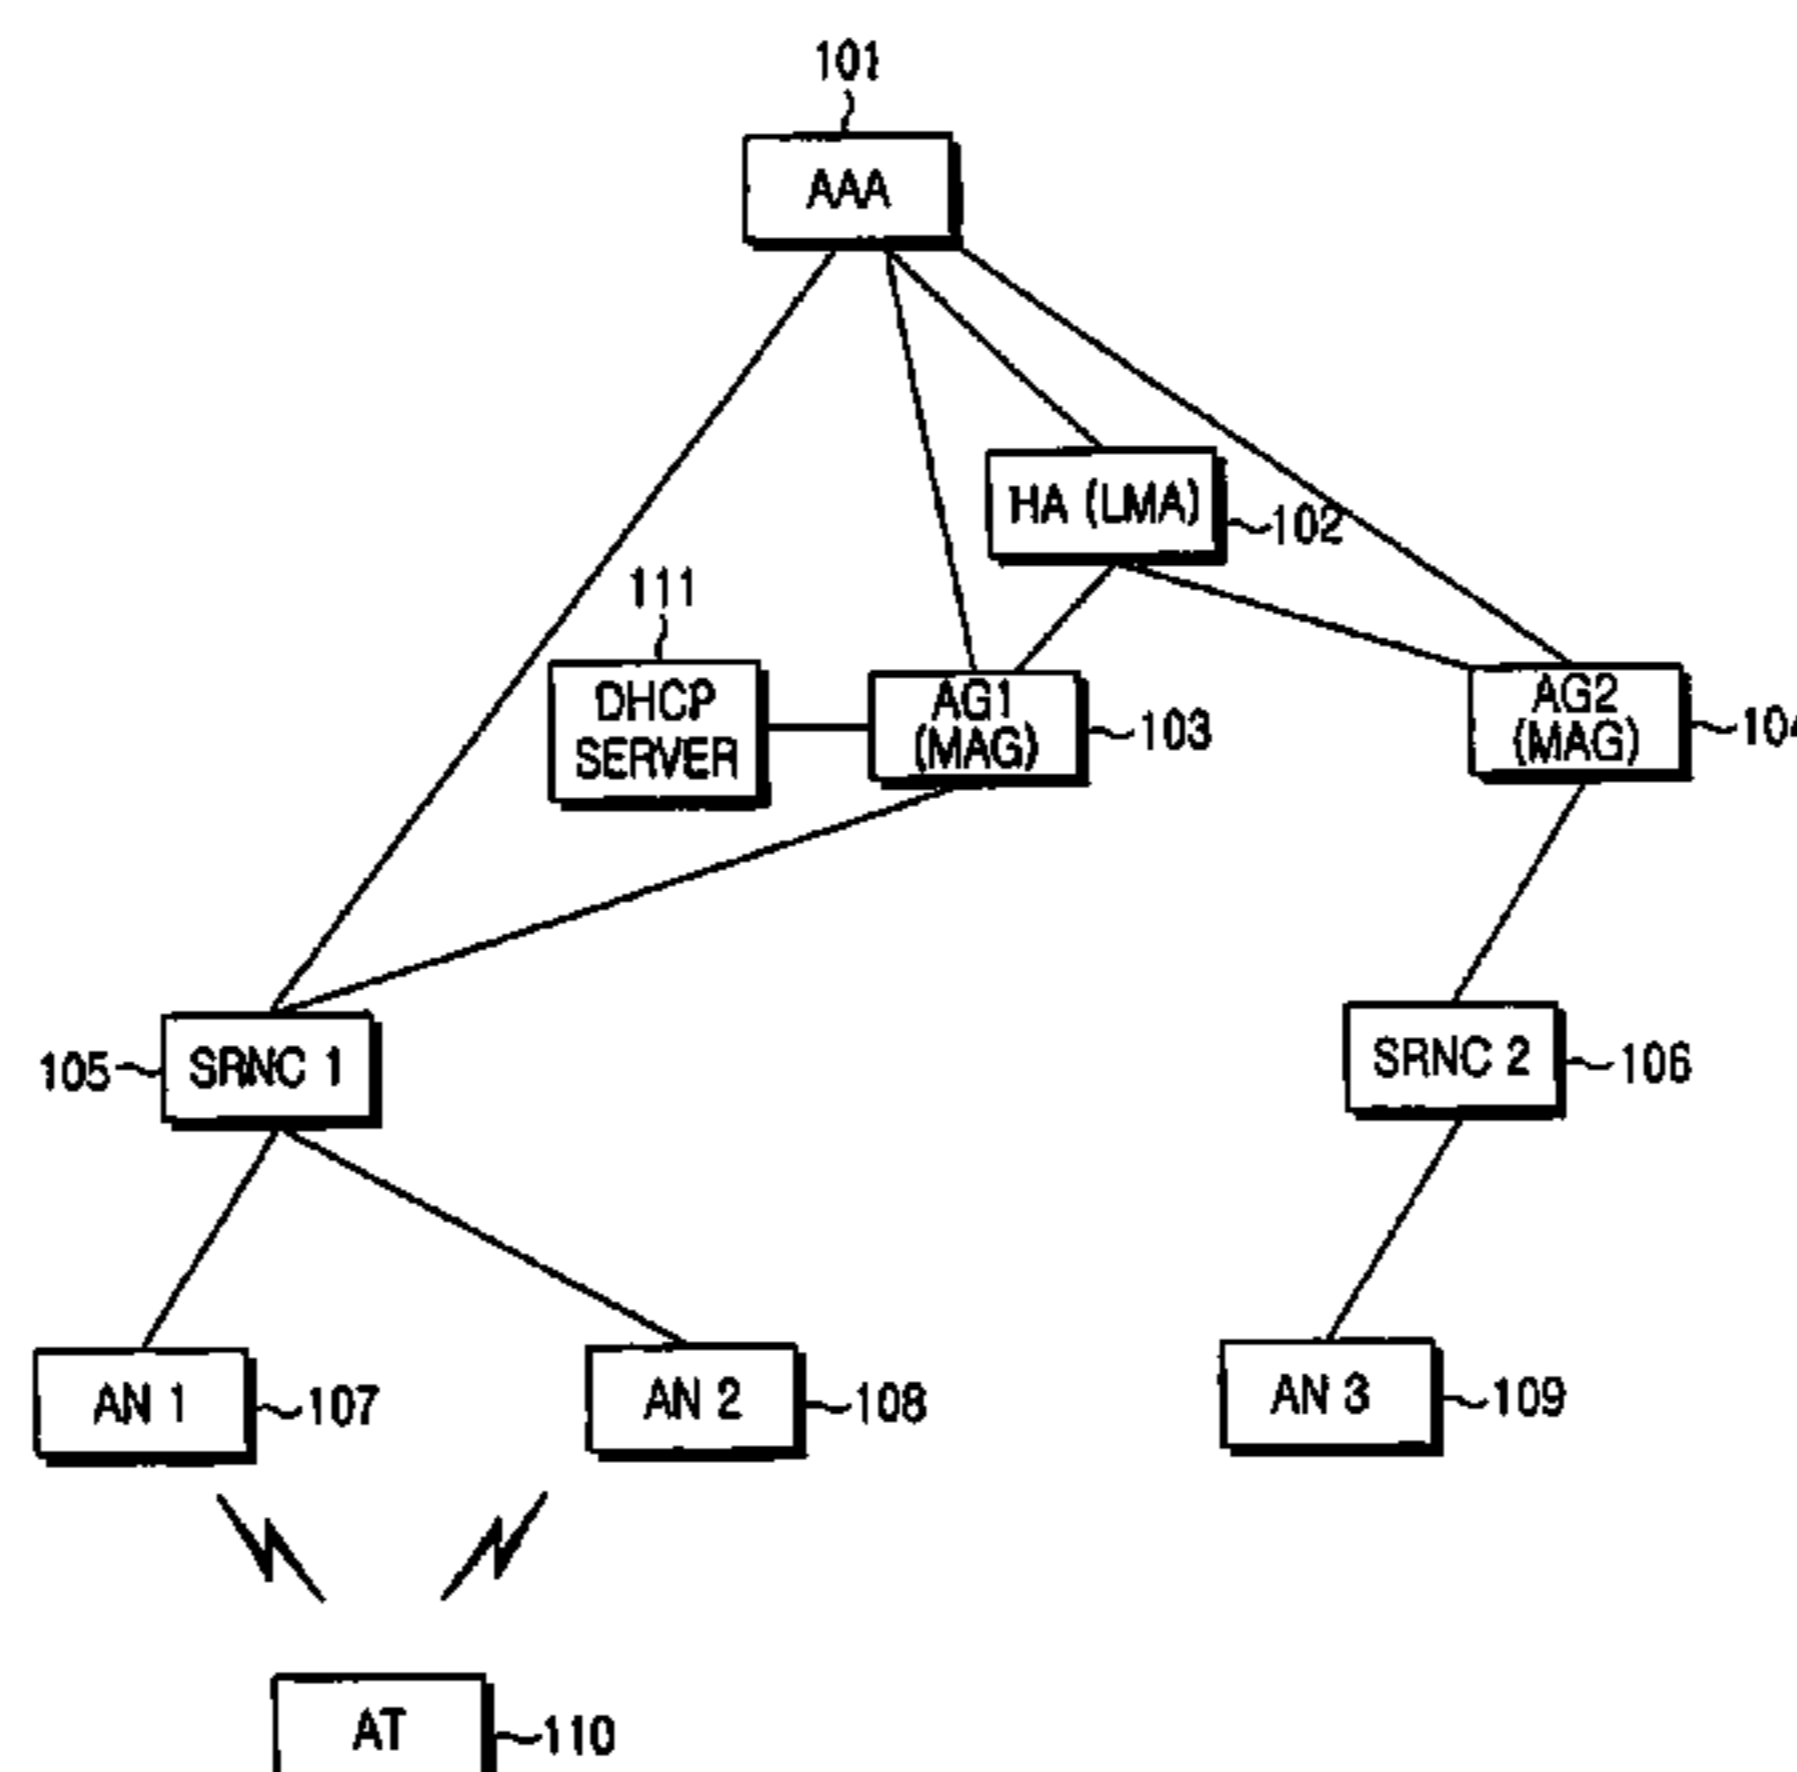 101
AAA
HA (LMA)
102
111
DHCP
SERVER
AG1
(MAG)
103
AG2
(MAG)
104
105
SRNC 1
SRNC 2
106
AN 1
107
AN 2
108
AN 3
109
AT
110